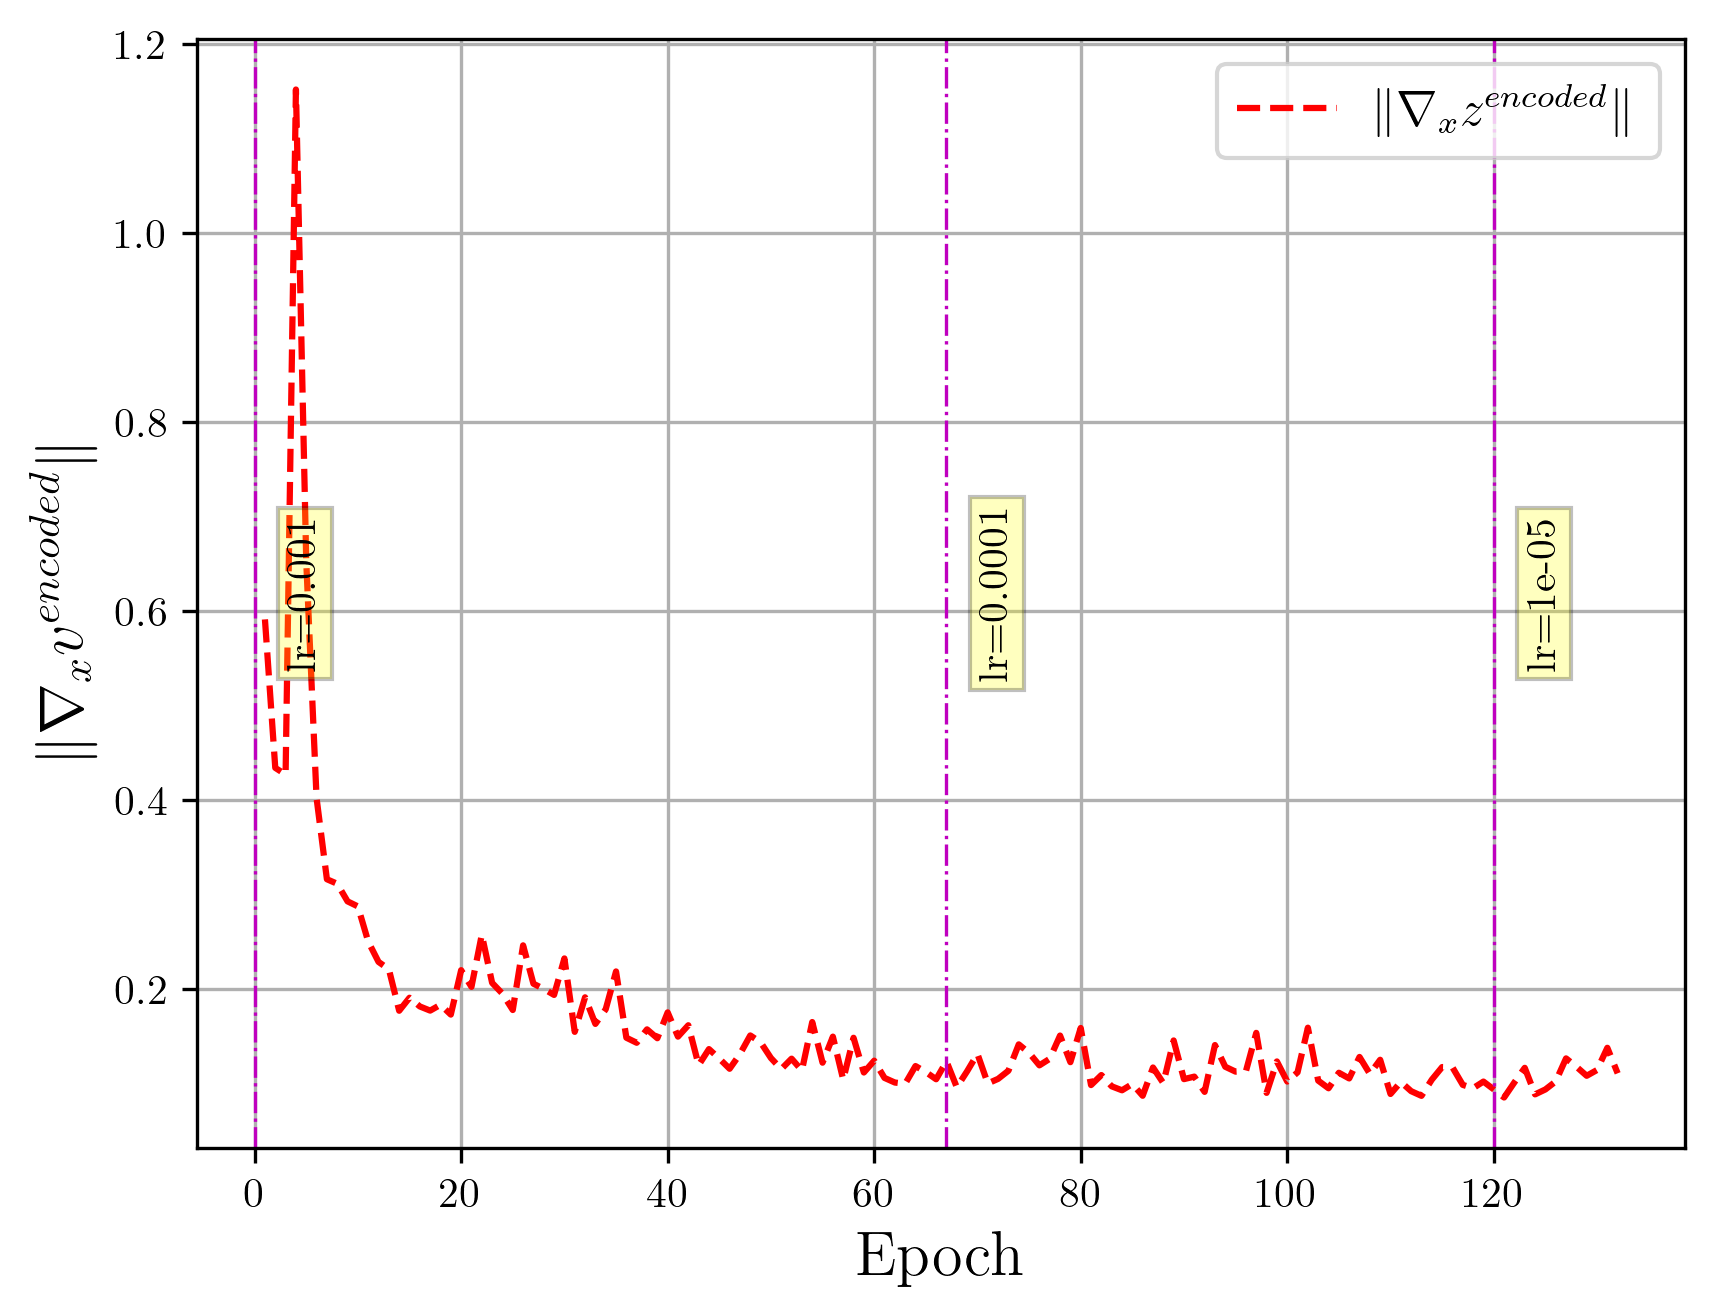 1.2
1.0
0.8
0.6
0.4
0.2
‖∇ₓv^{encoded}‖
‖∇ₓz^{encoded}‖
lr=0.001
lr=0.0001
lr=1e-05
0 20 40 60 80 100 120
Epoch